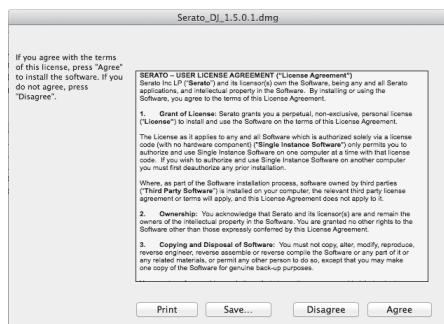 Serato_DJ_1.5.0.1.dmg
If you agree with the terms
of this license, press "Agree"
to install the software. If you
do not agree, press
"Disagree".
SERATO – USER LICENSE AGREEMENT ("License Agreement")
Serato Inc LP ("Serato") and its licensor(s) own the Software, being any and all Serato
applications, and intellectual property in the Software. By installing or using the
Software, you agree to the terms of this License Agreement.
1. Grant of License: Serato grants you a perpetual, non-exclusive, personal license
("License") to install and use the Software on the terms of this License Agreement.
The License as it applies to any and all Software which is authorized solely via a license
code (with no hardware component) ("Single Instance Software") only permits you to
authorize and use Single Instance Software on one computer at a time with that license
code. If you wish to authorize and use Single Instance Software on another computer
you must first deauthorize any prior installation.
Where, as part of the Software installation process, software owned by third parties
("Third Party Software") is installed on your computer, the relevant third party license
agreement or terms will apply, and this License Agreement does not apply to it.
2. Ownership: You acknowledge that Serato and its licensor(s) are and remain the
owners of the intellectual property in the Software. You are granted no other rights to the
Software other than those expressly conferred by this License Agreement.
3. Copying and Disposal of Software: You must not copy, alter, modify, reproduce,
reverse engineer, reverse assemble or reverse compile the Software or any part of it or
any related materials, or permit any other person to do so, except that you may make
one copy of the Software for genuine back-up purposes.
Print Save... Disagree Agree